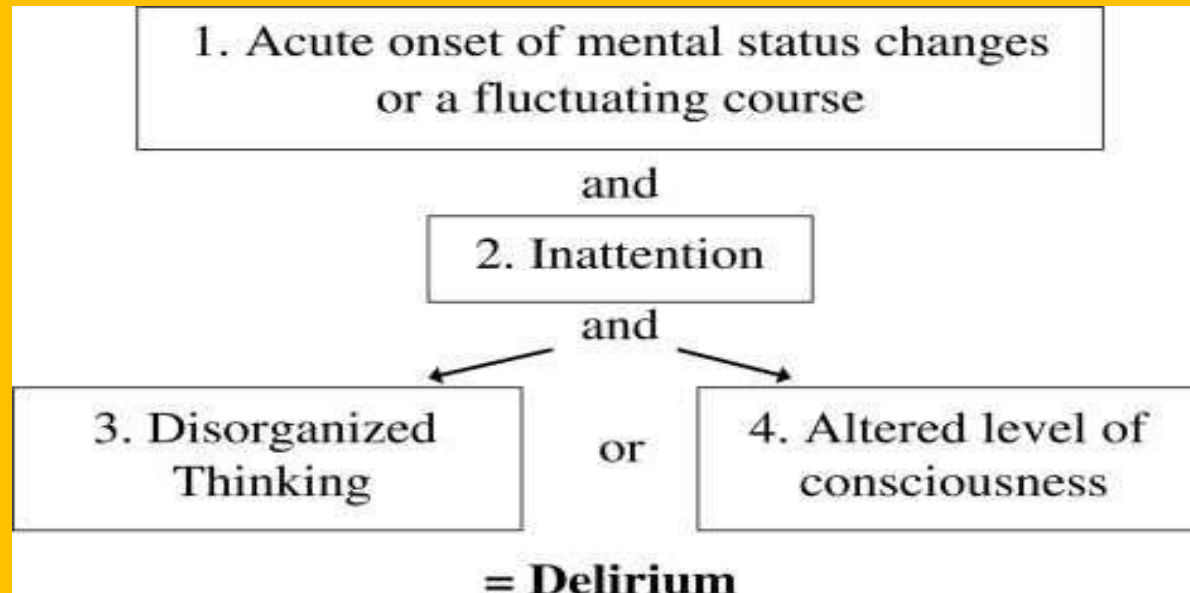 1. Acute onset of mental status changes
or a fluctuating course
and
2. Inattention
and
3. Disorganized
Thinking
or
4. Altered level of
consciousness
= Delirium